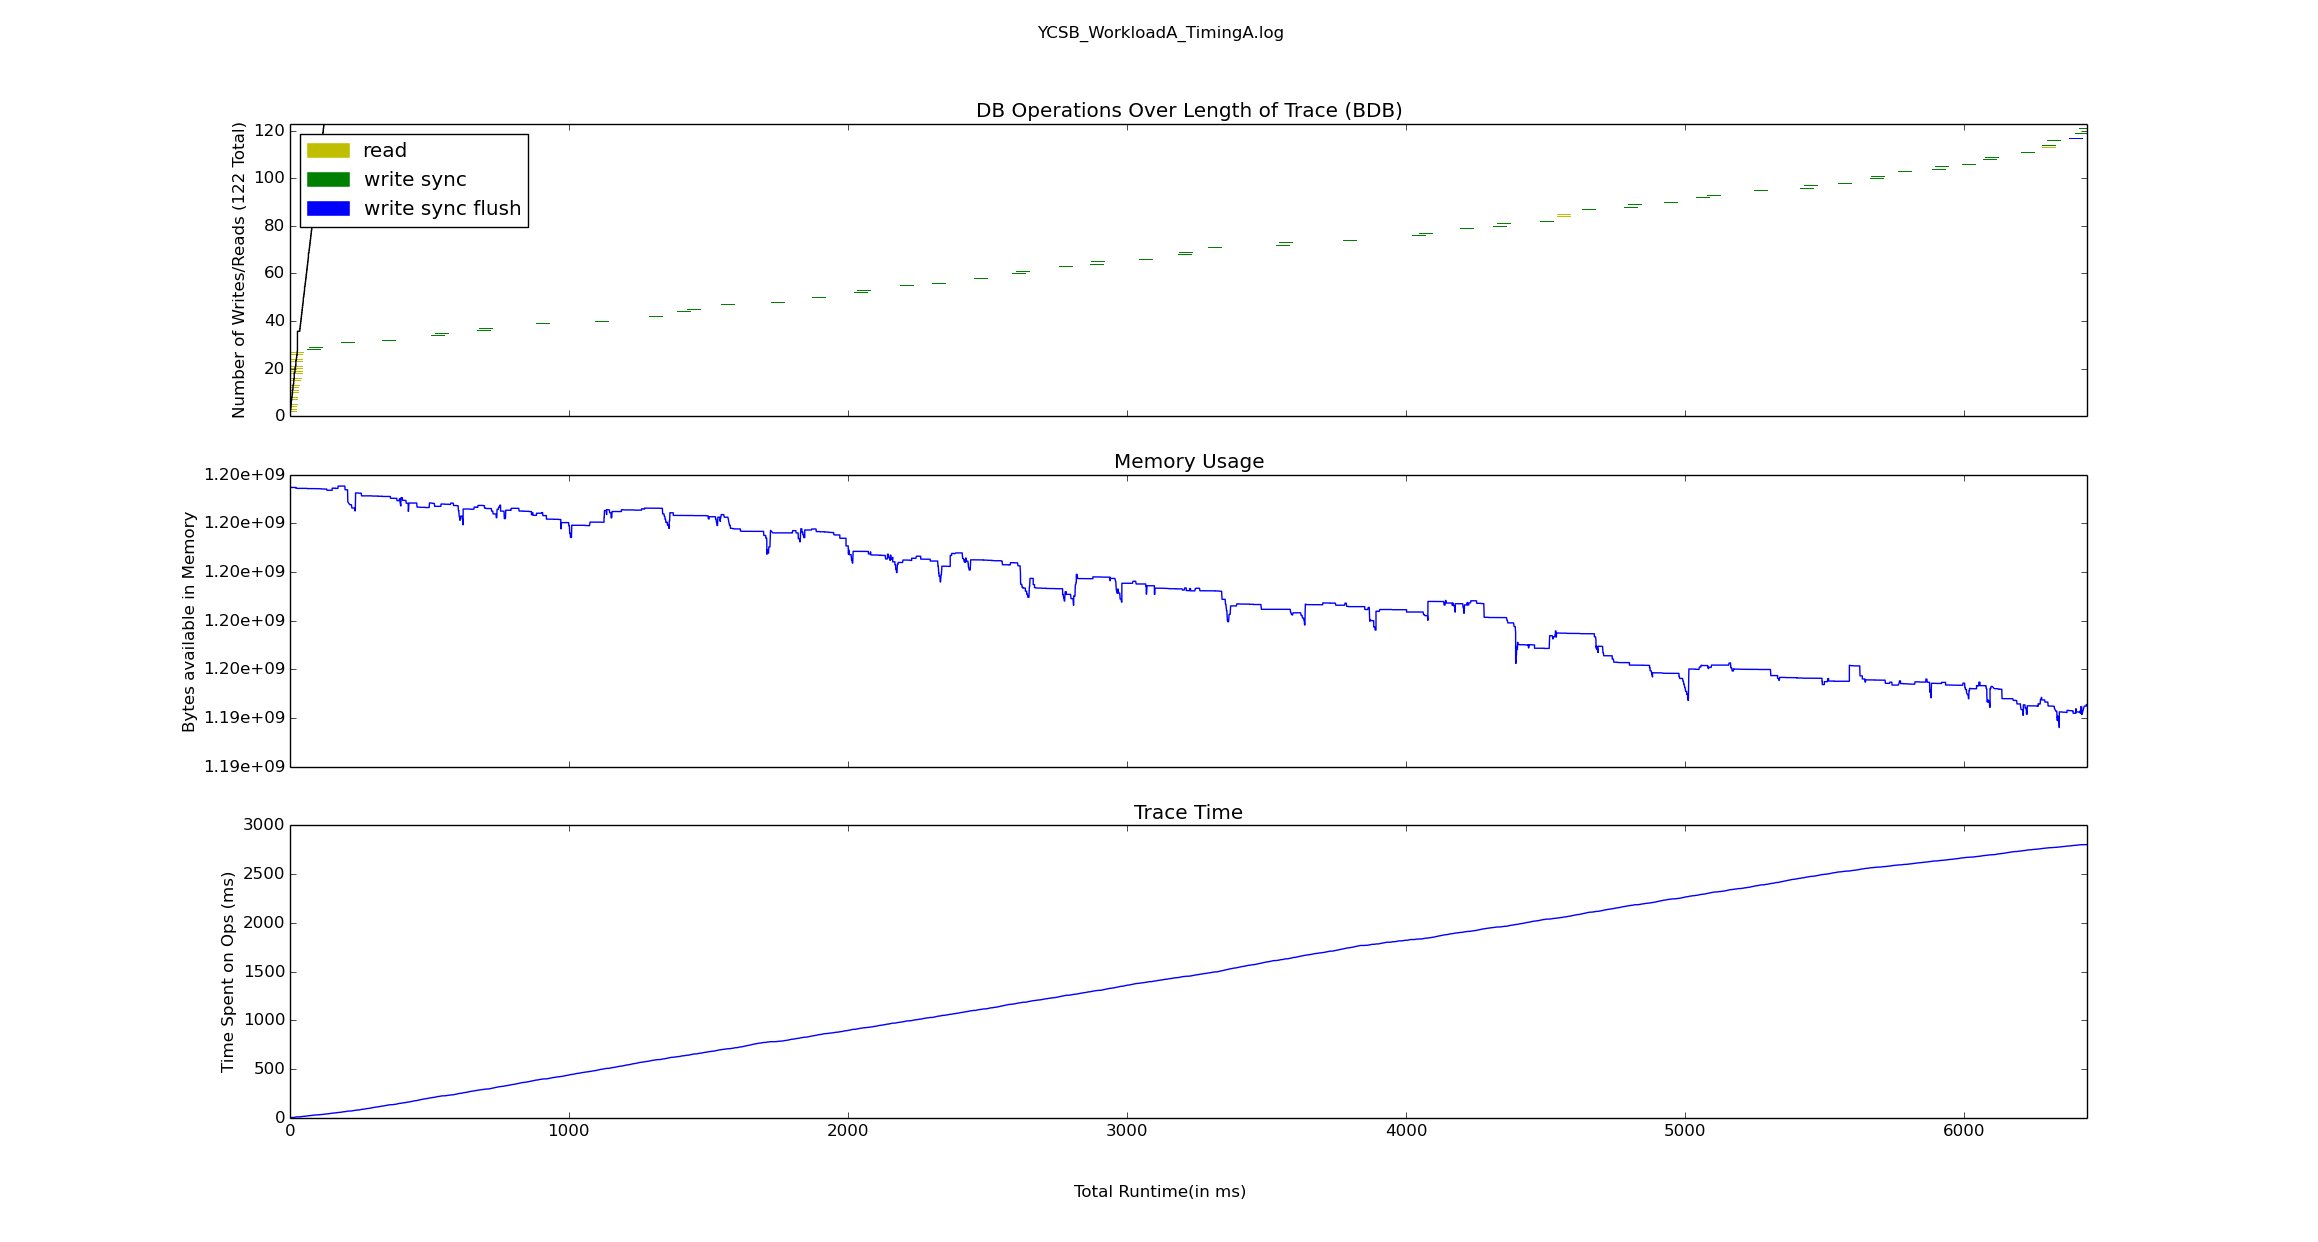 YCSB_WorkloadA_TimingA.log
DB Operations Over Length of Trace (BDB)
Number of Writes/Reads (122 Total)
120
100
80
60
40
20
0
read
write sync
write sync flush
Memory Usage
Bytes available in Memory
1.20e+09
1.20e+09
1.20e+09
1.20e+09
1.20e+09
1.19e+09
1.19e+09
Trace Time
Time Spent on Ops (ms)
3000
2500
2000
1500
1000
500
0
0 1000 2000 3000 4000 5000 6000
Total Runtime(in ms)